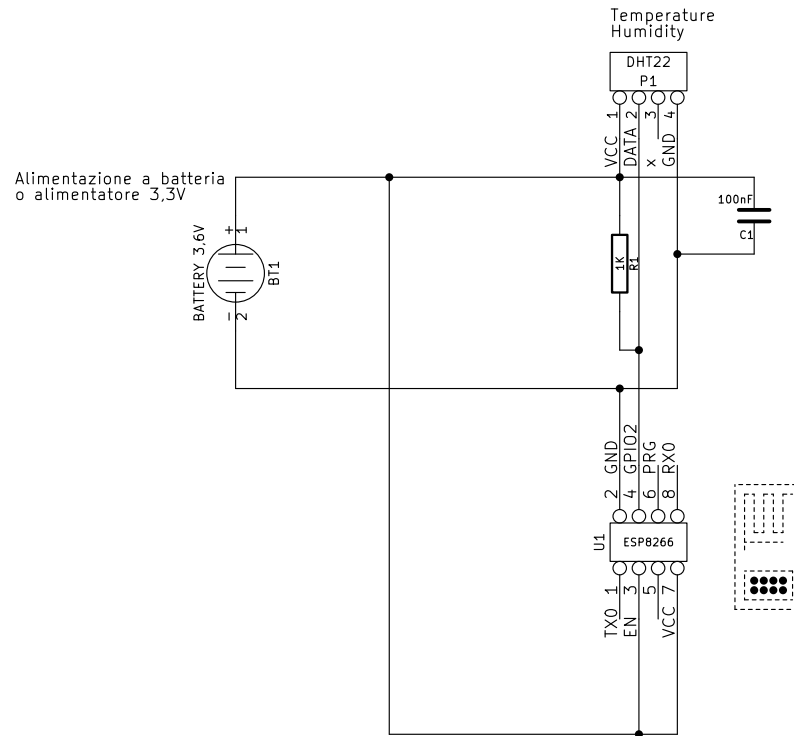 Temperature
Humidity
DHT22
P1
VCC 1
DATA 2
x 3
GND 4
Alimentazione a batteria
o alimentatore 3,3V
100nF
C1
BATTERY 3,6V
+ 1
BT1
- 2
1K
R1
2 GND
4 GPIO2
6 PRG
8 RX0
U1
ESP8266
TX0 1
EN 3
5
VCC 7